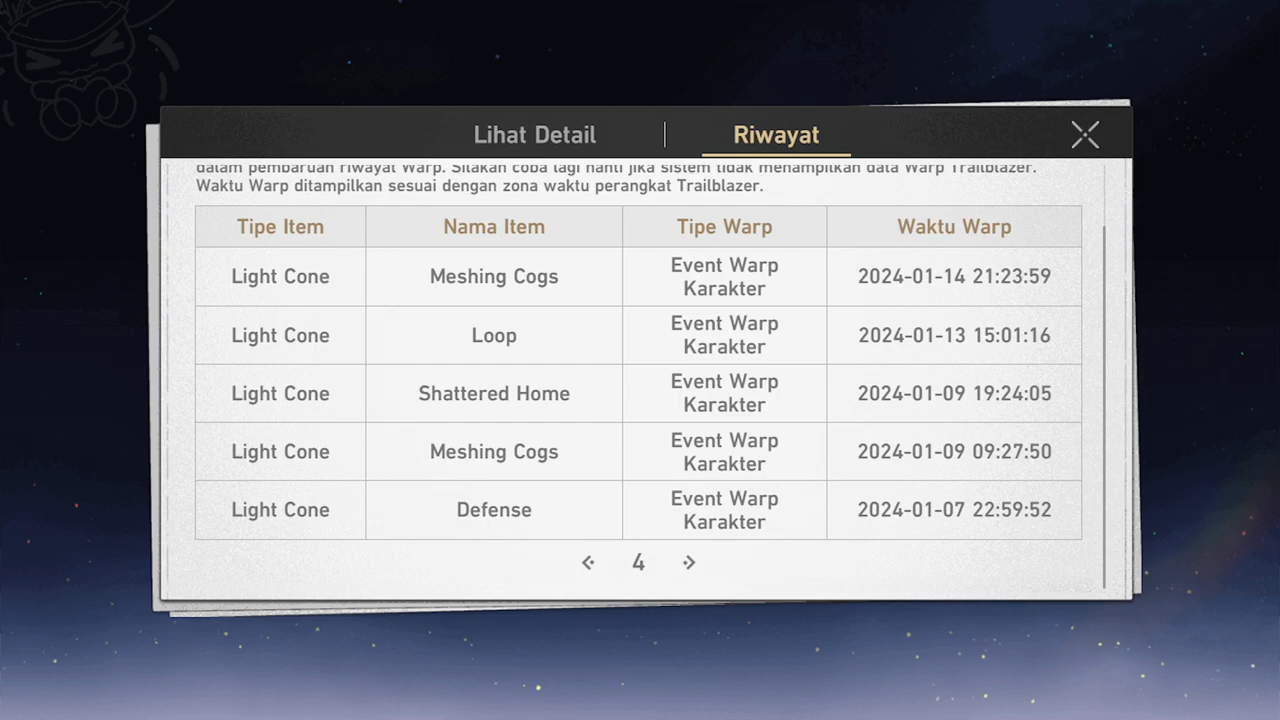 Lihat Detail
Riwayat
dalam pembaruan riwayat Warp. Silakan coba lagi nanti jika sistem tidak menampilkan data Warp Trailblazer.
Waktu Warp ditampilkan sesuai dengan zona waktu perangkat Trailblazer.
Tipe Item
Nama Item
Tipe Warp
Waktu Warp
Light Cone
Meshing Cogs
Event Warp
Karakter
2024-01-14 21:23:59
Light Cone
Loop
Event Warp
Karakter
2024-01-13 15:01:16
Light Cone
Shattered Home
Event Warp
Karakter
2024-01-09 19:24:05
Light Cone
Meshing Cogs
Event Warp
Karakter
2024-01-09 09:27:50
Light Cone
Defense
Event Warp
Karakter
2024-01-07 22:59:52
4